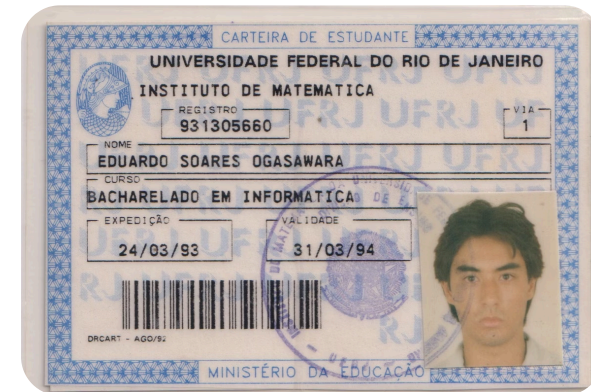 CARTEIRA DE ESTUDANTE
UNIVERSIDADE FEDERAL DO RIO DE JANEIRO
INSTITUTO DE MATEMATICA
REGISTRO
931305660
VIA
1
NOME
EDUARDO SOARES OGASAWARA
CURSO
BACHARELADO EM INFORMATICA
EXPEDIÇÃO
24/03/93
VALIDADE
31/03/94
DRCART - AGO/92
MINISTÉRIO DA EDUCAÇÃO